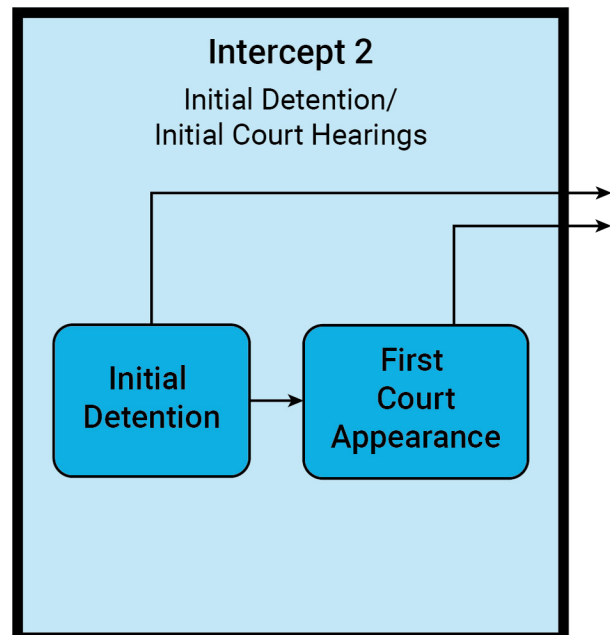 Intercept 2
Initial Detention/
Initial Court Hearings
Initial
Detention
First
Court
Appearance